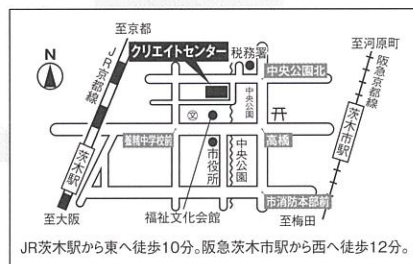 至京都
N
JR京都線
クリエイトセンター
税務署
至河原町
阪急京都線
中央公園北
中央公園
文
養精中学校前
高橋
茨木駅
市役所
中央公園
茨木市駅
市消防本部前
至大阪
福祉文化会館
至梅田
JR茨木駅から東へ徒歩10分。阪急茨木市駅から西へ徒歩12分。